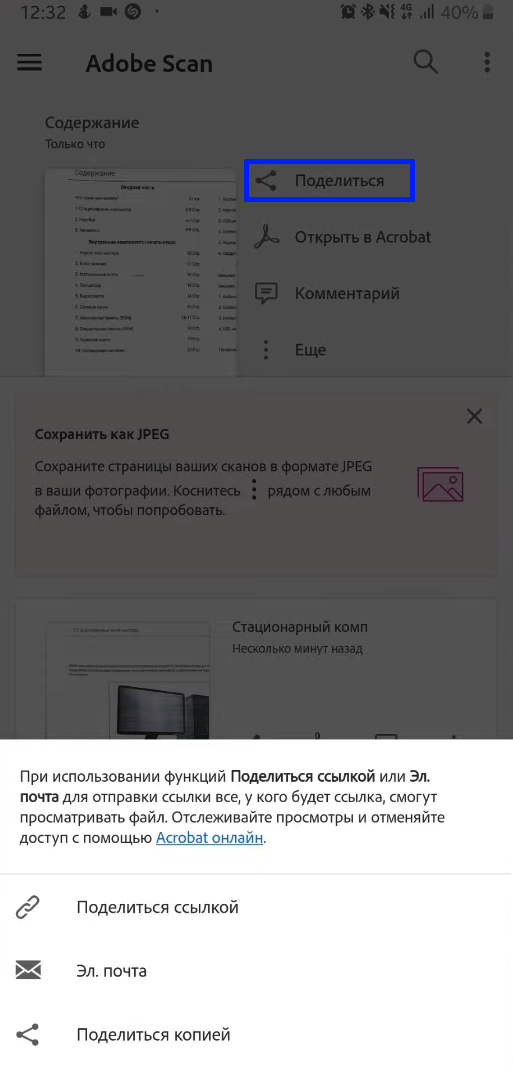 12:32
4G
40%
Adobe Scan
Содержание
Только что
Содержание
Поделиться
Открыть в Acrobat
Комментарий
Еще
Сохранить как JPEG
Сохраните страницы ваших сканов в формате JPEG
в ваши фотографии. Коснитесь рядом с любым
файлом, чтобы попробовать.
Стационарный комп
Несколько минут назад
При использовании функций Поделиться ссылкой или Эл.
почта для отправки ссылки все, у кого будет ссылка, смогут
просматривать файл. Отслеживайте просмотры и отменяйте
доступ с помощью Acrobat онлайн.
Поделиться ссылкой
Эл. почта
Поделиться копией